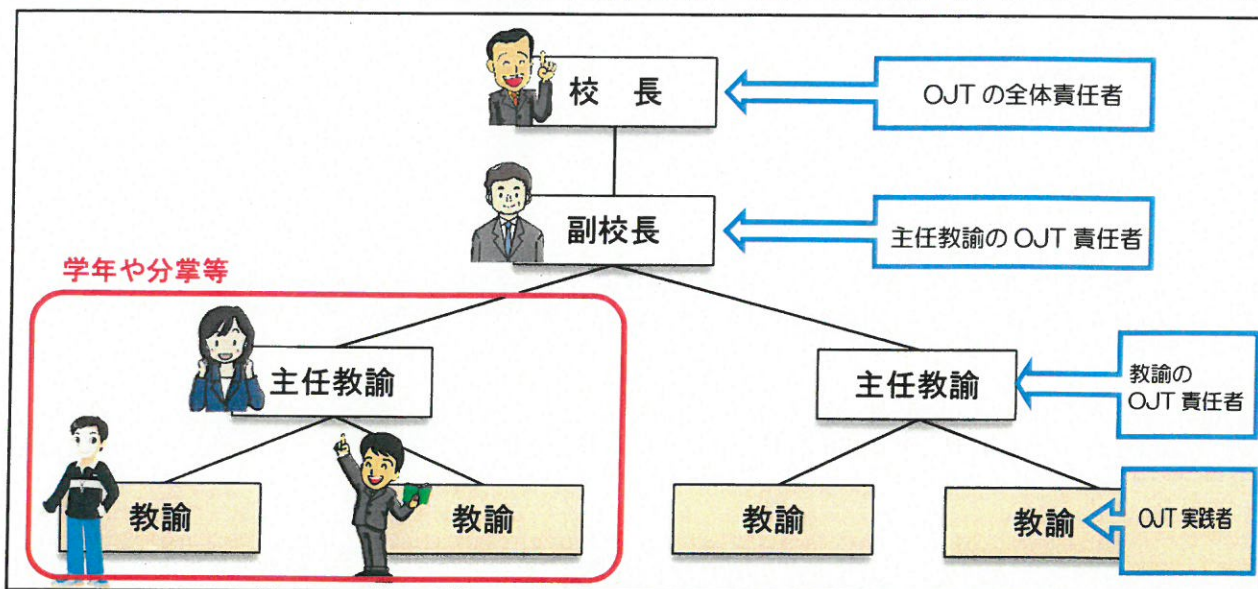 校 長
OJT の全体責任者
副校長
主任教諭の OJT 責任者
学年や分掌等
主任教諭
主任教諭
教諭の
OJT 責任者
教諭
教諭
教諭
教諭
OJT 実践者